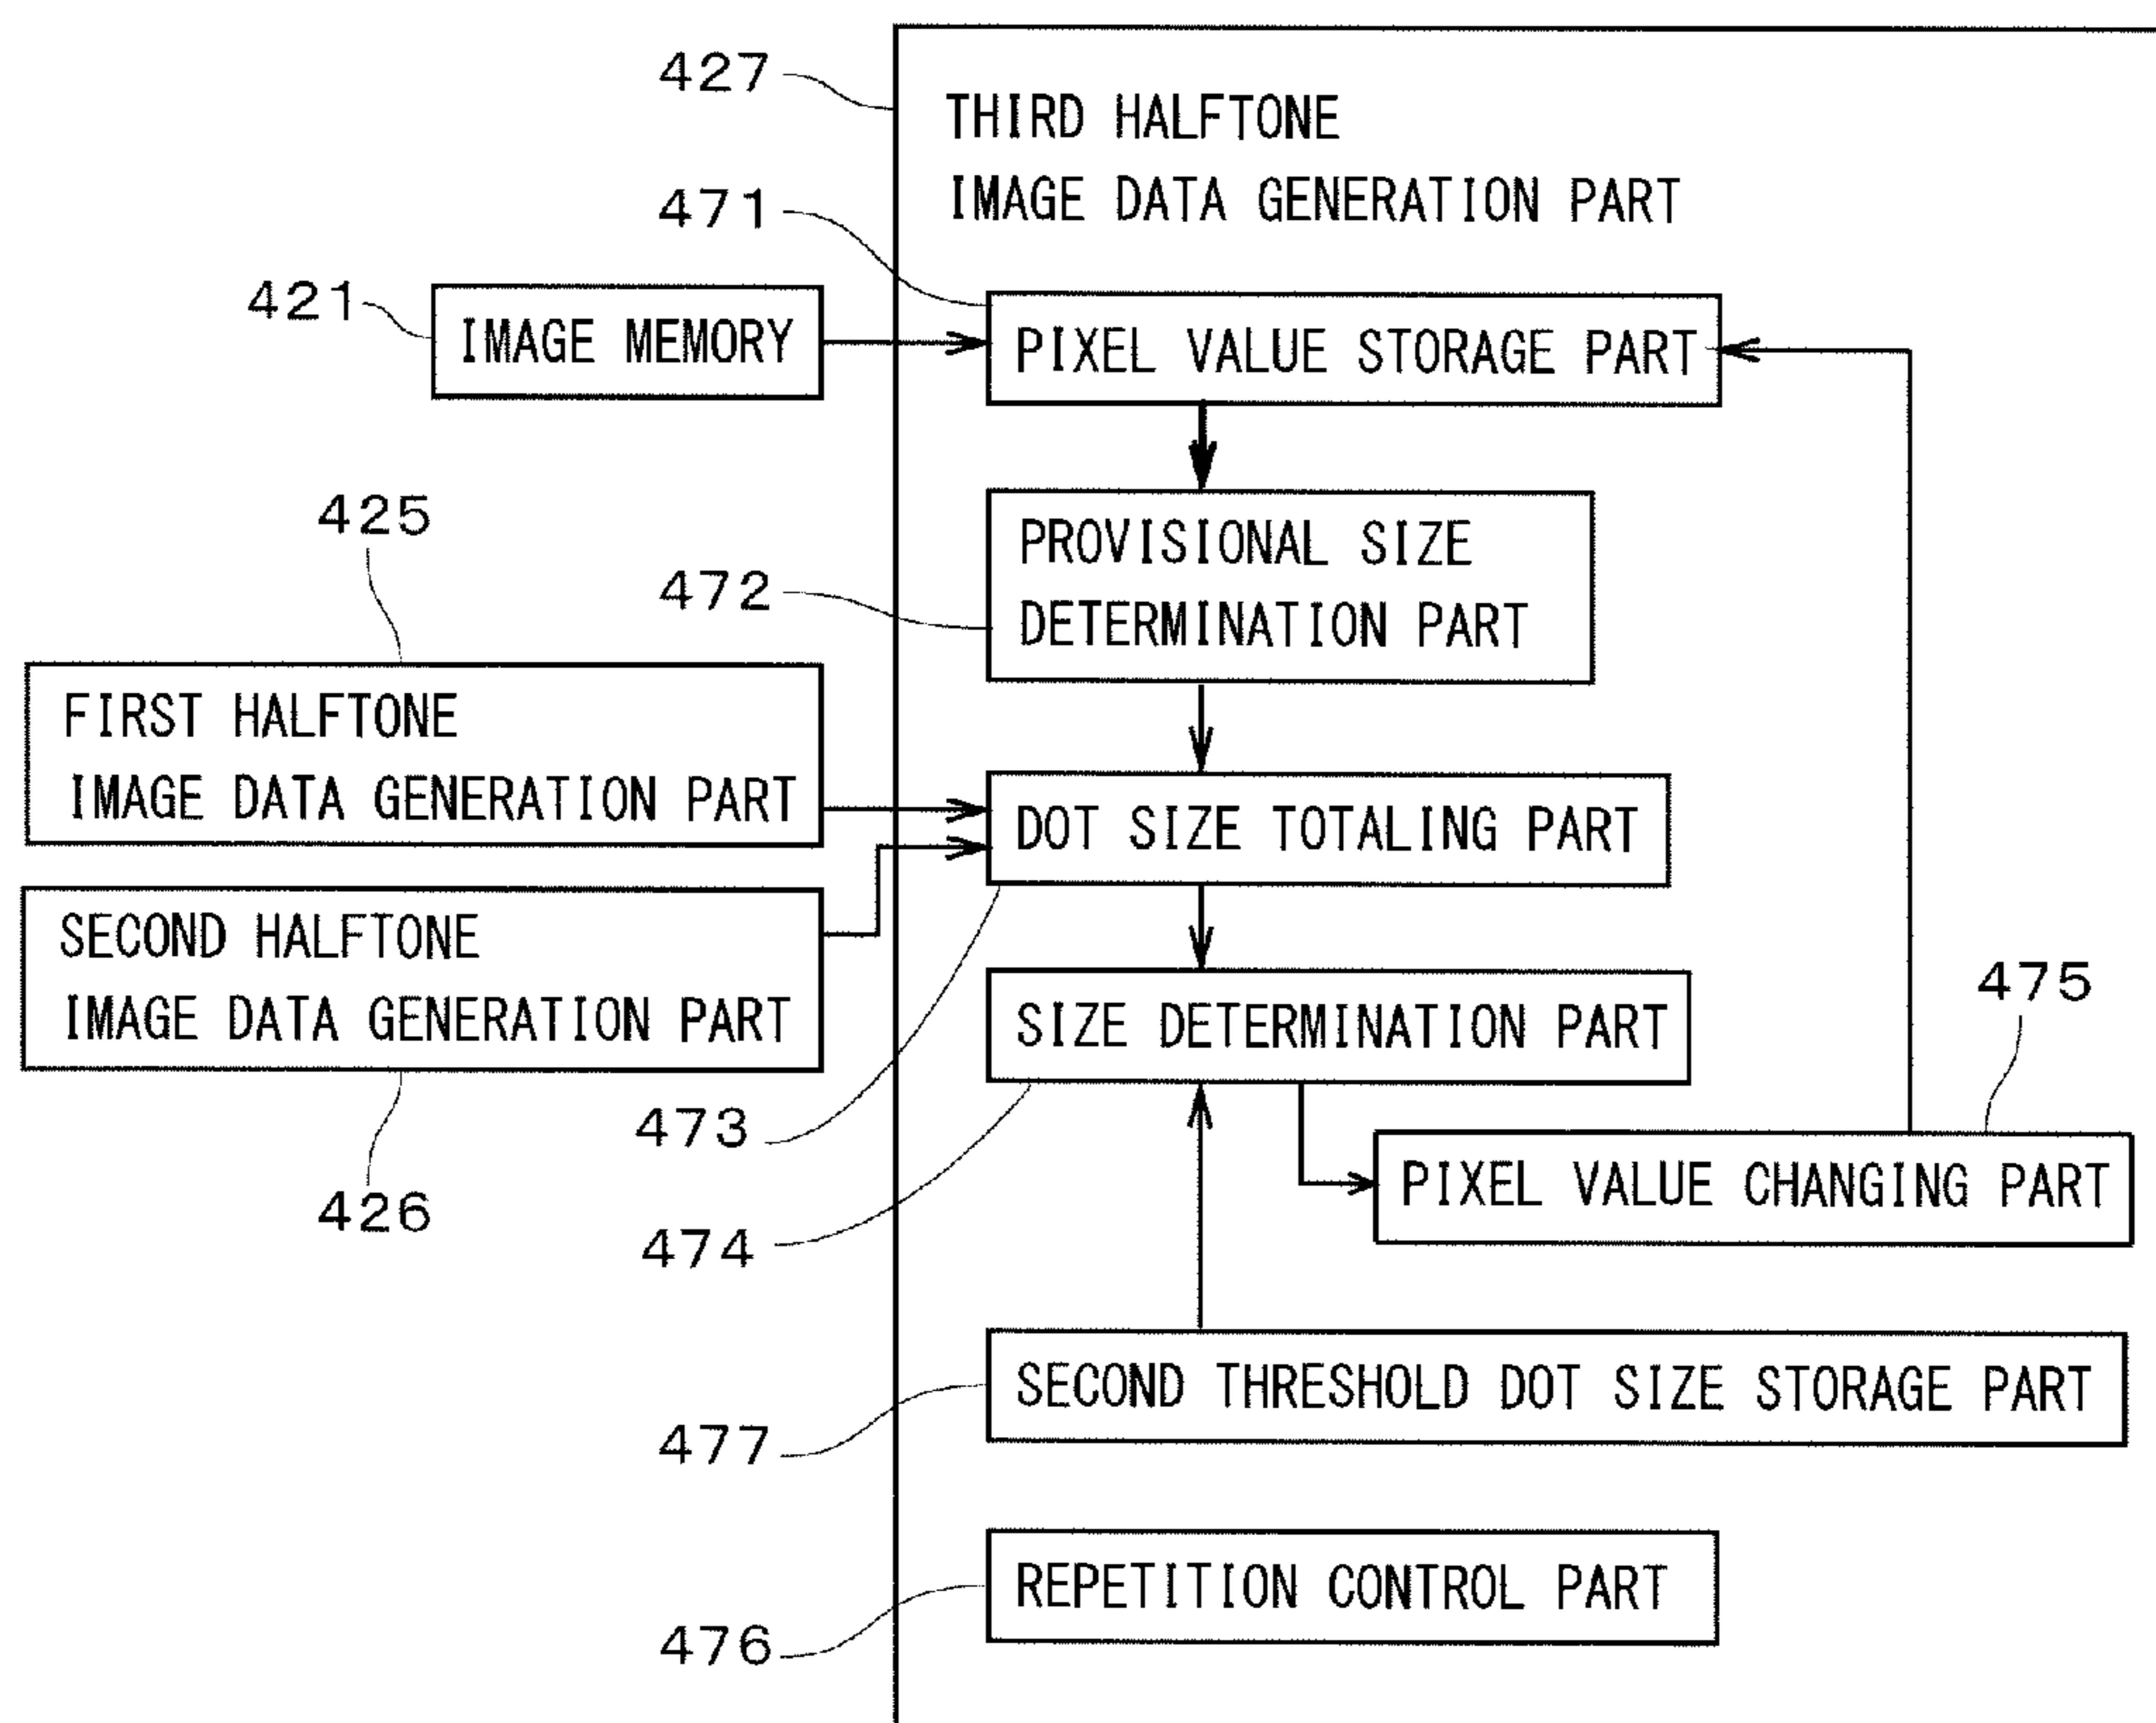 427
THIRD HALFTONE
IMAGE DATA GENERATION PART
471
421
IMAGE MEMORY
PIXEL VALUE STORAGE PART
425
472
PROVISIONAL SIZE
DETERMINATION PART
FIRST HALFTONE
IMAGE DATA GENERATION PART
DOT SIZE TOTALING PART
SECOND HALFTONE
IMAGE DATA GENERATION PART
426
473
SIZE DETERMINATION PART
474
475
PIXEL VALUE CHANGING PART
477
SECOND THRESHOLD DOT SIZE STORAGE PART
476
REPETITION CONTROL PART